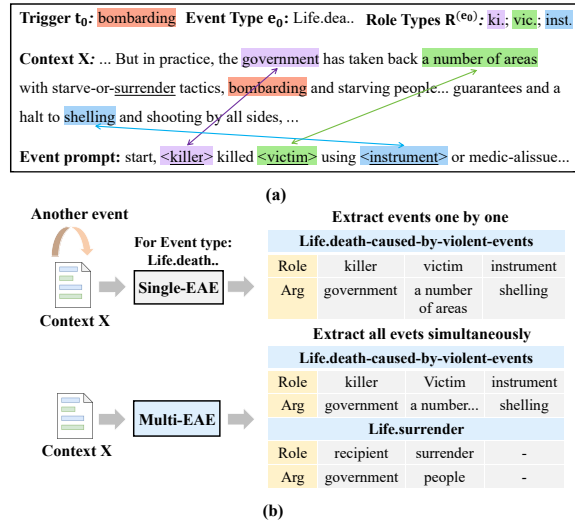 Trigger t₀: bombarding Event Type e₀: Life.dea.. Role Types R^(e₀) ki.; vic.; inst.
Context X: ... But in practice, the government has taken back a number of areas
with starve-or-surrender tactics, bombarding and starving people... guarantees and a
halt to shelling and shooting by all sides, ...
Event prompt: start, <killer> killed <victim> using <instrument> or medic-alissue...
(a)
Another event
Context X
For Event type:
Life.death..
Single-EAE
Extract events one by one
Life.death-caused-by-violent-events
Role killer victim instrument
Arg government a number of areas shelling
Context X
Multi-EAE
Extract all evets simultaneously
Life.death-caused-by-violent-events
Role killer Victim instrument
Arg government a number... shelling
Life.surrender
Role recipient surrender -
Arg government people -
(b)